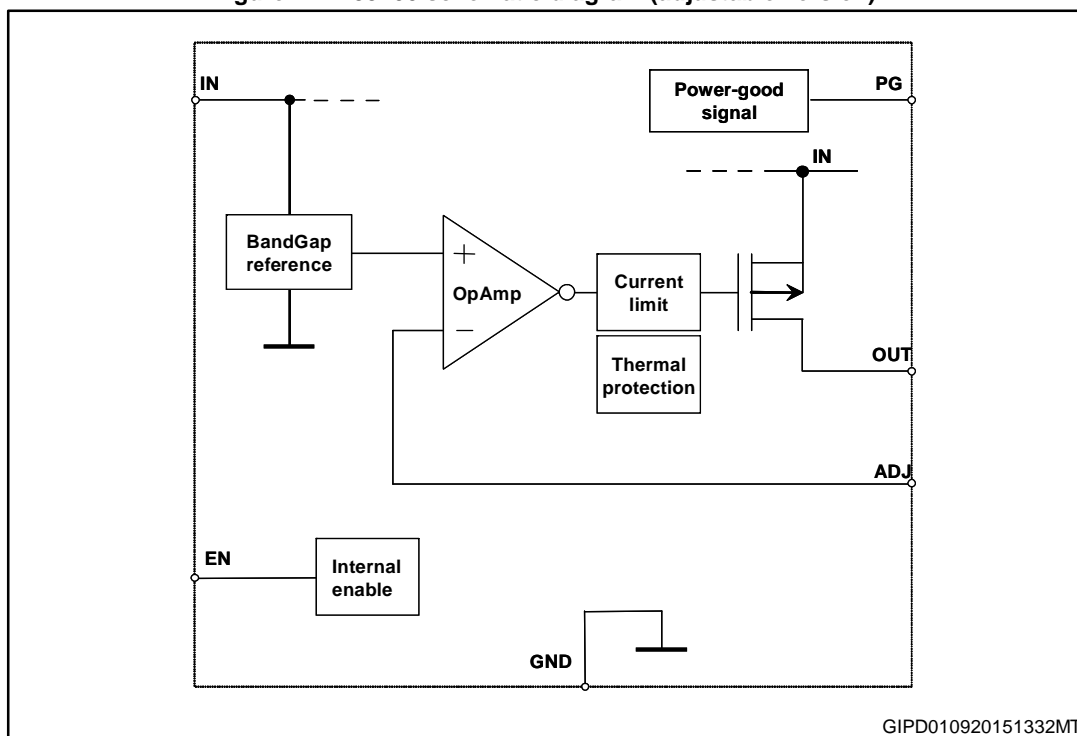 IN
PG
Power-good
signal
IN
BandGap
reference
+
OpAmp
−
Current
limit
Thermal
protection
OUT
ADJ
EN
Internal
enable
GND
GIPD010920151332MT